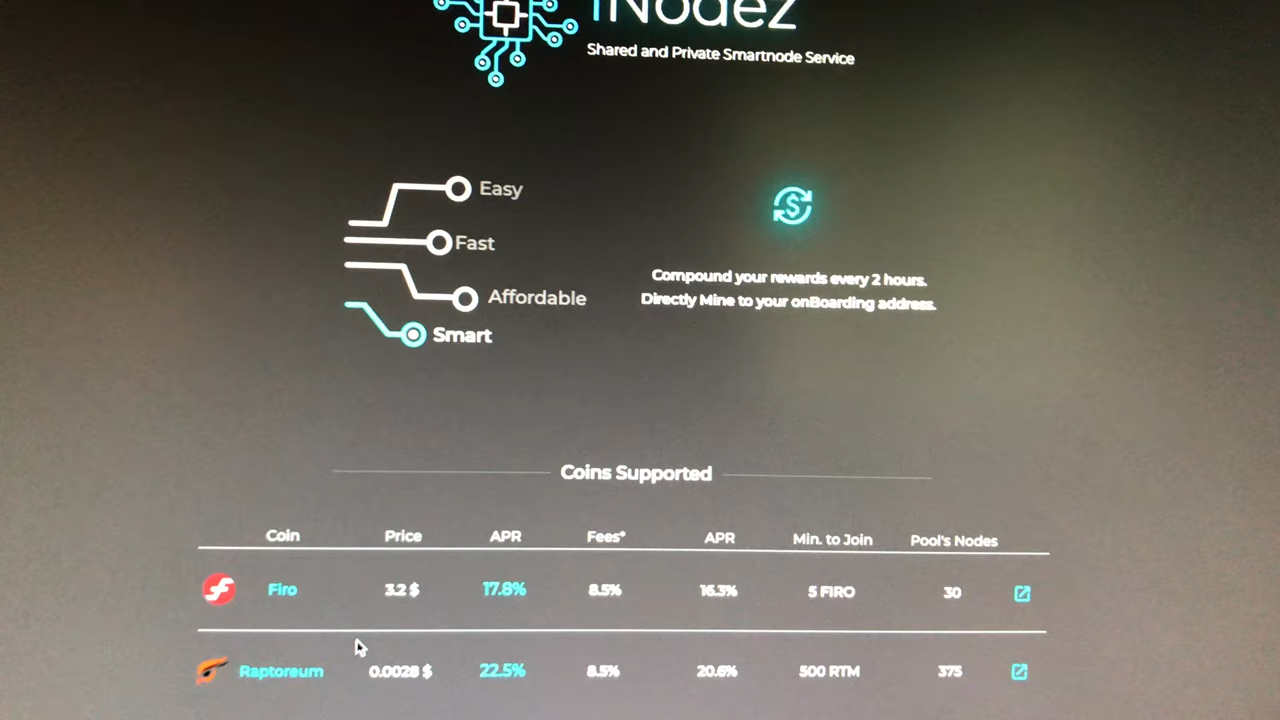 iNodez
Shared and Private Smartnode Service
Easy
Fast
Affordable
Smart
Compound your rewards every 2 hours.
Directly Mine to your onBoarding address.
Coins Supported
Coin Price APR Fees* APR Min. to Join Pool's Nodes
Firo 3.2 $ 17.8% 8.5% 16.3% 5 FIRO 30
Raptoreum 0.0028 $ 22.5% 8.5% 20.6% 500 RTM 375